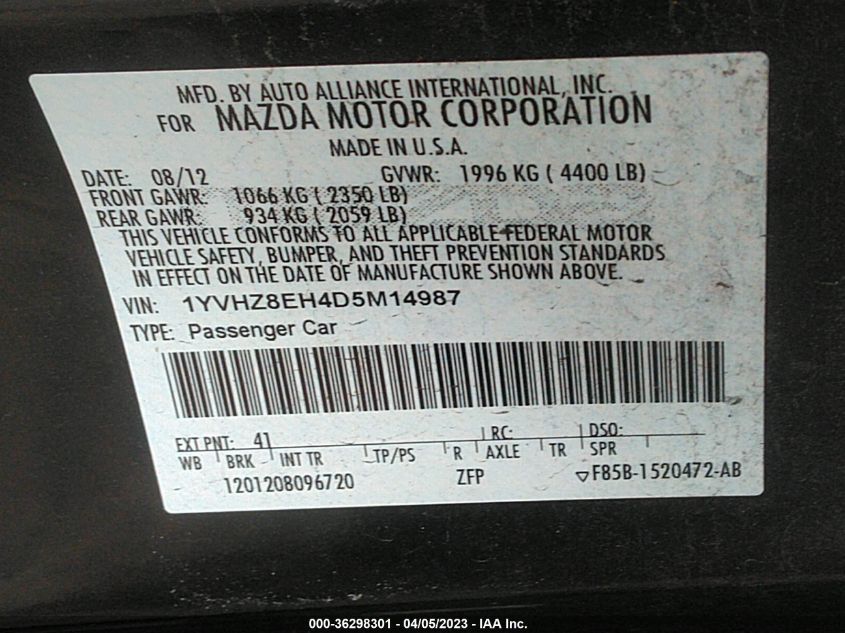 MFD. BY AUTO ALLIANCE INTERNATIONAL, INC.
FOR MAZDA MOTOR CORPORATION
MADE IN U.S.A.
DATE: 08/12 GVWR: 1996 KG ( 4400 LB)
FRONT GAWR: 1066 KG ( 2350 LB)
REAR GAWR: 934 KG ( 2059 LB)
THIS VEHICLE CONFORMS TO ALL APPLICABLE FEDERAL MOTOR
VEHICLE SAFETY, BUMPER, AND THEFT PREVENTION STANDARDS
IN EFFECT ON THE DATE OF MANUFACTURE SHOWN ABOVE.
VIN: 1YVHZ8EH4D5M14987
TYPE: Passenger Car
EXT PNT: 41 RC: DSO:
WB BRK INT TR TP/PS R AXLE TR SPR
1201208096720 ZFP F85B-1520472-AB
000-36298301 - 04/05/2023 - IAA Inc.